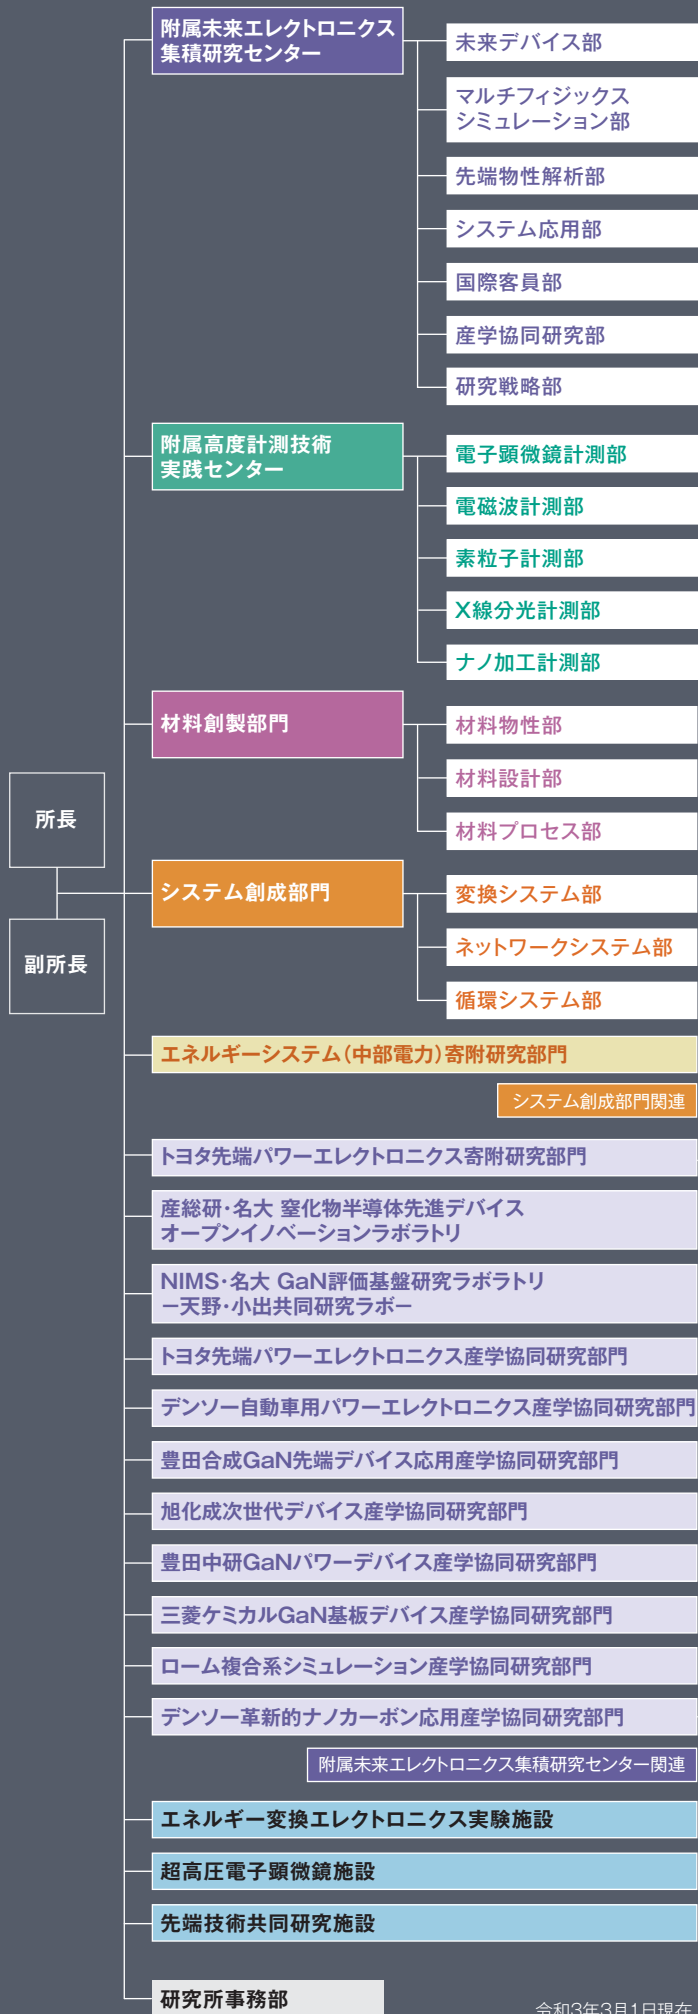 附属未来エレクトロニクス
集積研究センター
未来デバイス部
マルチフィジックス
シミュレーション部
先端物性解析部
システム応用部
国際客員部
産学協同研究部
研究戦略部
附属高度計測技術
実践センター
電子顕微鏡計測部
電磁波計測部
素粒子計測部
X線分光計測部
ナノ加工計測部
材料創製部門
材料物性部
材料設計部
材料プロセス部
所長
副所長
システム創成部門
変換システム部
ネットワークシステム部
循環システム部
エネルギーシステム(中部電力)寄附研究部門
システム創成部門関連
トヨタ先端パワーエレクトロニクス寄附研究部門
産総研・名大 窒化物半導体先進デバイス
オープンイノベーションラボラトリ
NIMS・名大 GaN評価基盤研究ラボラトリ
−天野・小出共同研究ラボ−
トヨタ先端パワーエレクトロニクス産学協同研究部門
デンソー自動車用パワーエレクトロニクス産学協同研究部門
豊田合成GaN先端デバイス応用産学協同研究部門
旭化成次世代デバイス産学協同研究部門
豊田中研GaNパワーデバイス産学協同研究部門
三菱ケミカルGaN基板デバイス産学協同研究部門
ローム複合系シミュレーション産学協同研究部門
デンソー革新的ナノカーボン応用産学協同研究部門
附属未来エレクトロニクス集積研究センター関連
エネルギー変換エレクトロニクス実験施設
超高圧電子顕微鏡施設
先端技術共同研究施設
研究所事務部
令和3年3月1日現在